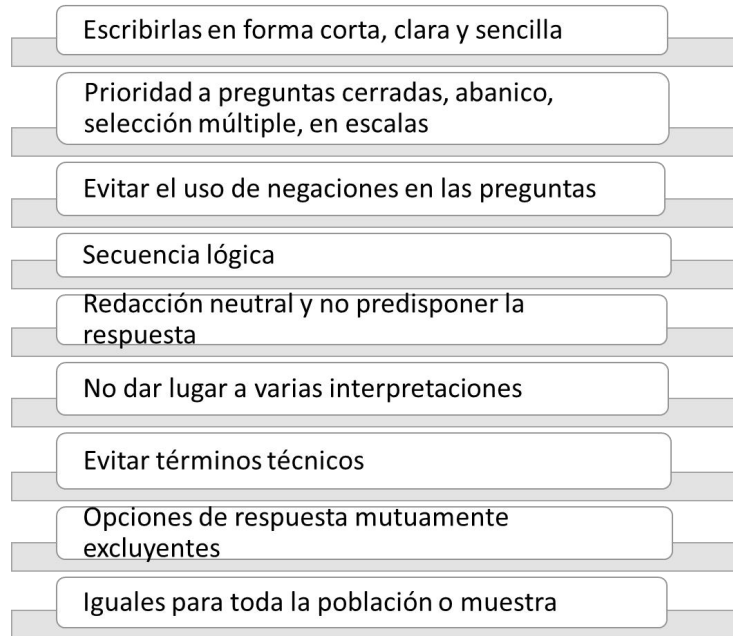 Escribirlas en forma corta, clara y sencilla
Prioridad a preguntas cerradas, abanico,
selección múltiple, en escalas
Evitar el uso de negaciones en las preguntas
Secuencia lógica
Redacción neutral y no predisponer la
respuesta
No dar lugar a varias interpretaciones
Evitar términos técnicos
Opciones de respuesta mutuamente
excluyentes
Iguales para toda la población o muestra